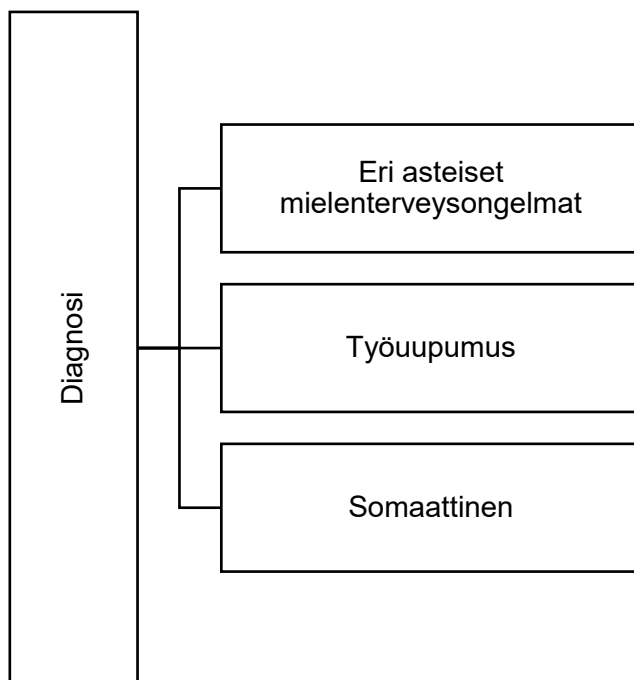 Diagnosi
Eri asteiset
mielenterveysongelmat
Työuupumus
Somaattinen